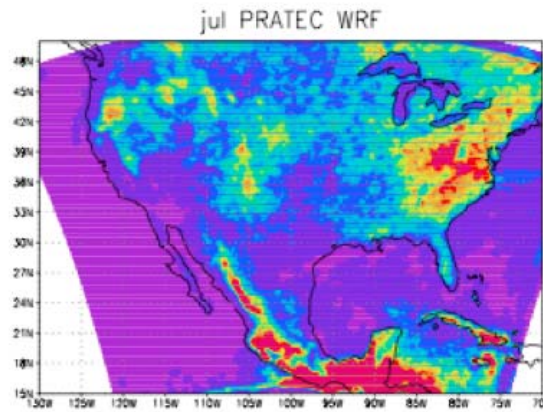 jul PRATEC WRF
48N
45N
42N
39N
36N
33N
30N
27N
24N
21N
18N
15N
130W 125W 120W 115W 110W 105W 100W 95W 90W 85W 80W 75W 70